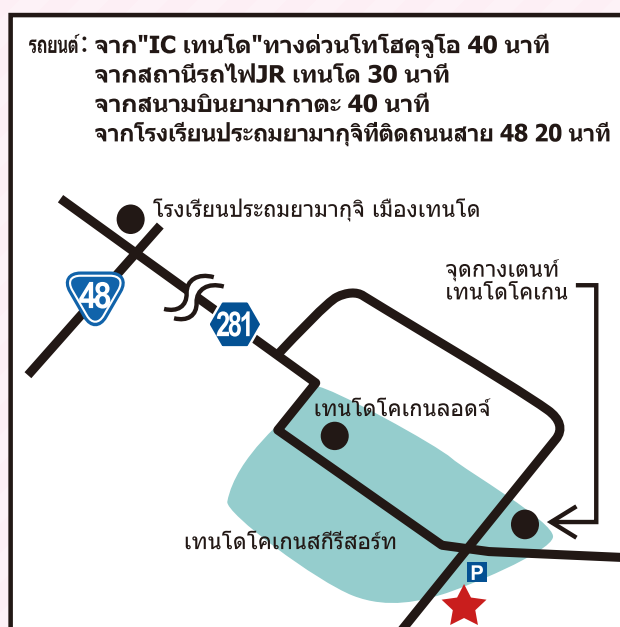 รถยนต์: จาก"IC เทนโด"ทางด่วนโทโฮคุจูโอ 40 นาที
จากสถานีรถไฟJR เทนโด 30 นาที
จากสนามบินยามากาตะ 40 นาที
จากโรงเรียนประถมยามากุจิที่ติดถนนสาย 48 20 นาที
โรงเรียนประถมยามากุจิ เมืองเทนโด
จุดกางเตนท์
เทนโดโคเกน
48
281
เทนโดโคเกนลอดจ์
เทนโดโคเกนสกีรีสอร์ท
P